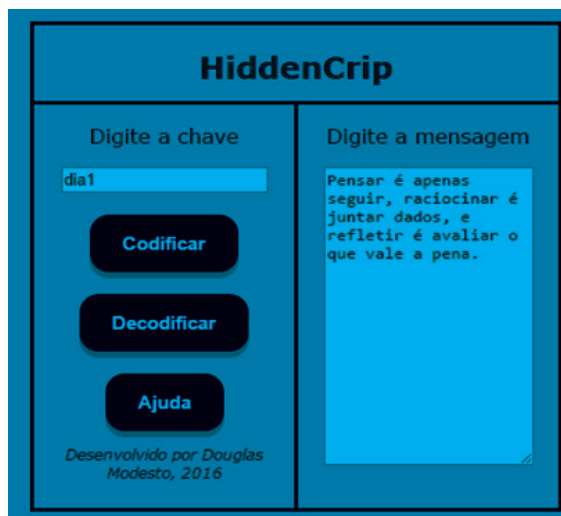 HiddenCrip
Digite a chave
dia1
Codificar
Decodificar
Ajuda
Desenvolvido por Douglas
Modesto, 2016
Digite a mensagem
Pensar é apenas
seguir, raciocinar é
juntar dados, e
refletir é avaliar o
que vale a pena.